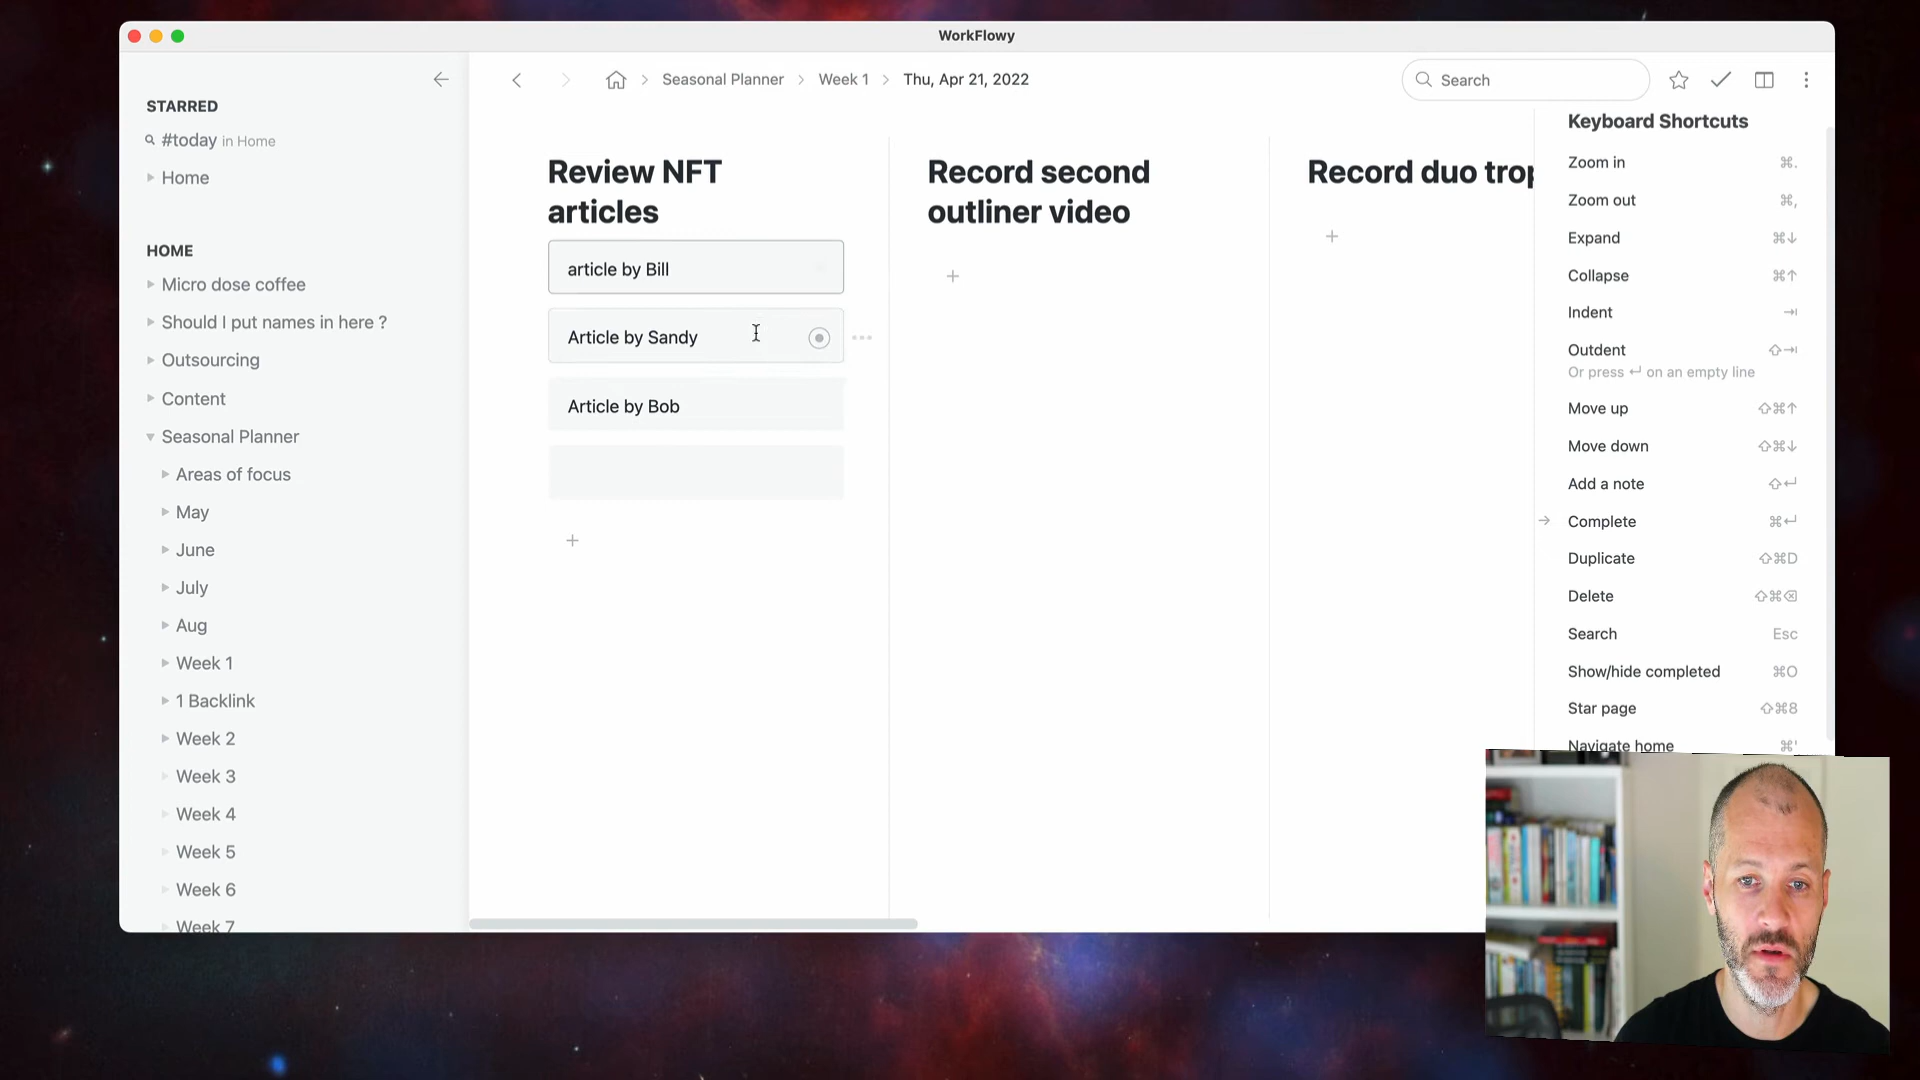 WorkFlowy
STARRED
#today in Home
Home
HOME
Micro dose coffee
Should I put names in here ?
Outsourcing
Content
Seasonal Planner
Areas of focus
May
June
July
Aug
Week 1
1 Backlink
Week 2
Week 3
Week 4
Week 5
Week 6
Week 7
Seasonal Planner
Week 1
Thu, Apr 21, 2022
Search
Review NFT
articles
article by Bill
Article by Sandy
Article by Bob
Record second
outliner video
Record duo trop
Keyboard Shortcuts
Zoom in ⌘.
Zoom out ⌘,
Expand ⌘↓
Collapse ⌘↑
Indent ⇥
Outdent ⇧⇥
Or press ↵ on an empty line
Move up ⇧⌘↑
Move down ⇧⌘↓
Add a note ⇧↵
Complete ⌘↵
Duplicate ⇧⌘D
Delete ⇧⌘⌫
Search Esc
Show/hide completed ⌘O
Star page ⇧⌘8
Navigate home ⌘'